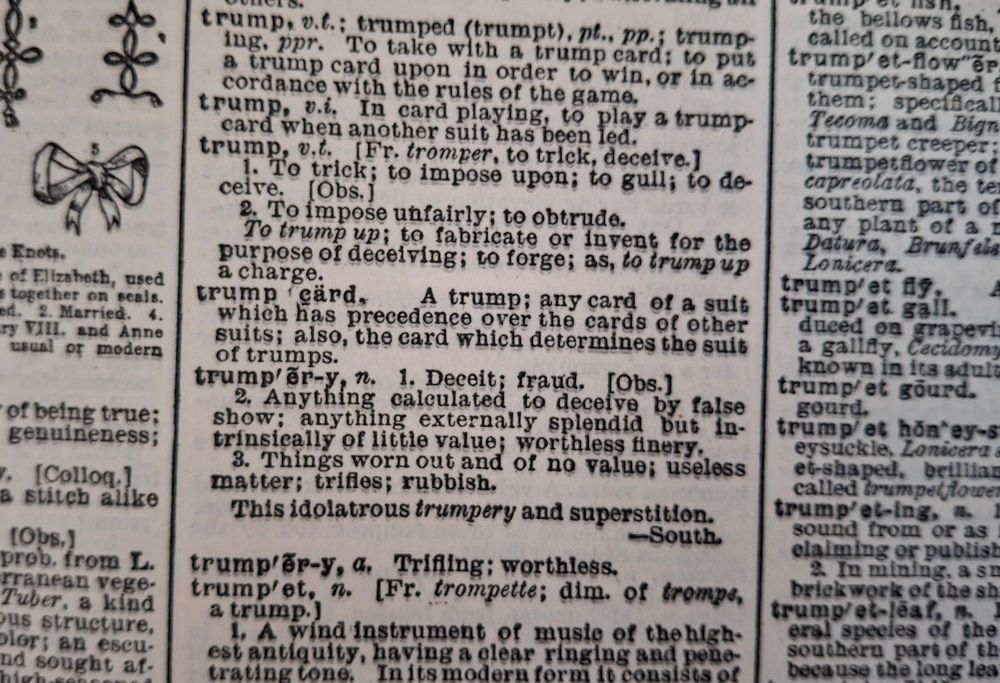 5
e Knots.
e of Elizabeth, used
s together on seals.
ed. 2. Married. 4.
ry VIII. and Anne
usual or modern
of being true;
genuineness;
[Colloq.]
a stitch alike
[Obs.]
prob. from L.
rranean vege-
Tuber, a kind
ous structure,
olor; an escu-
nd sought af-
others.
trump, v.t.; trumped (trumpt), pt., pp.; trump-
ing, ppr. To take with a trump card; to put
a trump card upon in order to win, or in ac-
cordance with the rules of the game.
trump, v.i. In card playing, to play a trump-
card when another suit has been led.
trump, v.t. [Fr. tromper, to trick, deceive.]
1. To trick; to impose upon; to gull; to de-
ceive. [Obs.]
2. To impose unfairly; to obtrude.
To trump up; to fabricate or invent for the
purpose of deceiving; to forge; as, to trump up
a charge.
trump cärd. A trump; any card of a suit
which has precedence over the cards of other
suits; also, the card which determines the suit
of trumps.
trump′ẽr-y, n. 1. Deceit; fraud. [Obs.]
2. Anything calculated to deceive by false
show; anything externally splendid but in-
trinsically of little value; worthless finery.
3. Things worn out and of no value; useless
matter; trifles; rubbish.
This idolatrous trumpery and superstition.
—South.
trump′ẽr-y, a. Trifling; worthless.
trump′et, n. [Fr. trompette; dim. of trompe,
a trump.]
1. A wind instrument of music of the high-
est antiquity, having a clear ringing and pene-
trating tone. In its modern form it consists of
the bellows fish,
called on account
trump′et-flow″ẽr,
trumpet-shaped f
them; specificall
Tecoma and Bign
trumpet creeper;
trumpetflower of
capreolata, the te
southern part of
any plant of a n
Datura, Brunfels
Lonicera.
trump′et fly̆.
trump′et gall.
duced on grapevi
a gallfly, Cecidomy
known in its adult
trump′et gōurd.
gourd.
trump′et hŏn″ey-s
eysuckle, Lonicera s
et-shaped, brillian
called trumpetflowe
trump′et-ing, n.
sound from or as
claiming or publish
2. In mining, a sm
brickwork of the sh
trump′et-lēaf, n.
eral species of the
southern part of th
because the long lea